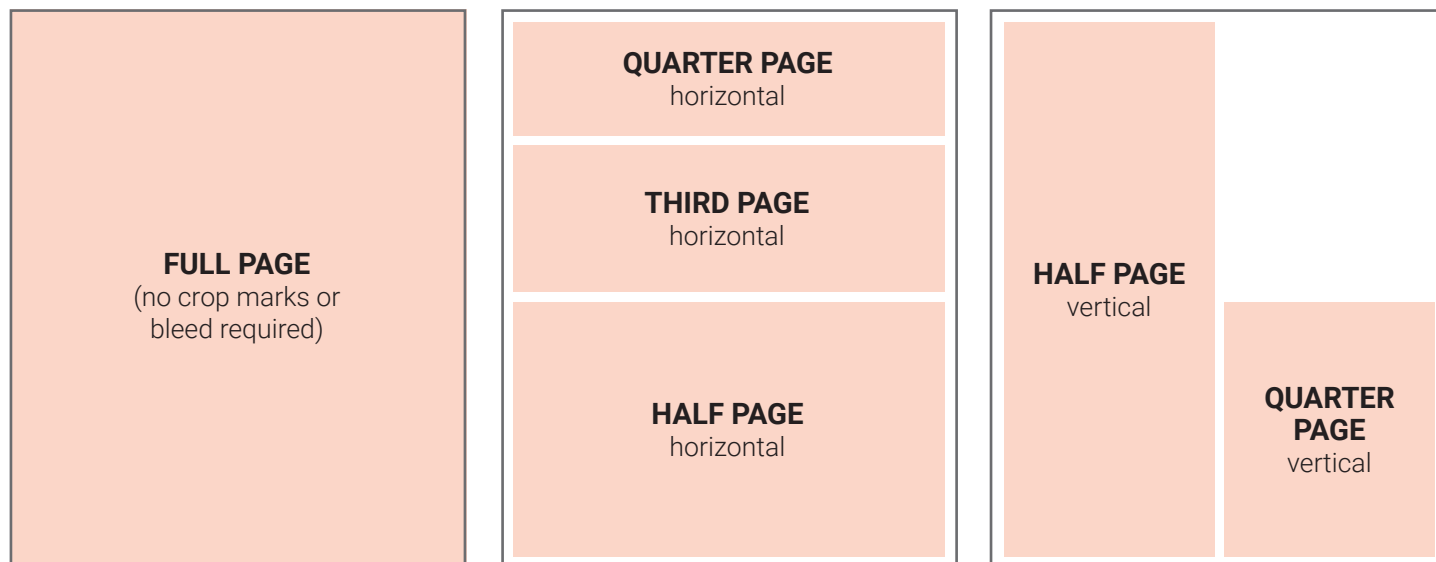 FULL PAGE
(no crop marks or
bleed required)
QUARTER PAGE
horizontal
THIRD PAGE
horizontal
HALF PAGE
horizontal
HALF PAGE
vertical
QUARTER
PAGE
vertical